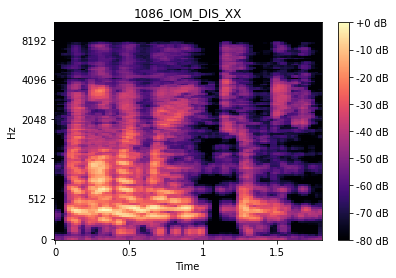 1086_IOM_DIS_XX
Hz
8192
4096
2048
1024
512
0
0
0.5
1
1.5
Time
+0 dB
-10 dB
-20 dB
-30 dB
-40 dB
-50 dB
-60 dB
-70 dB
-80 dB